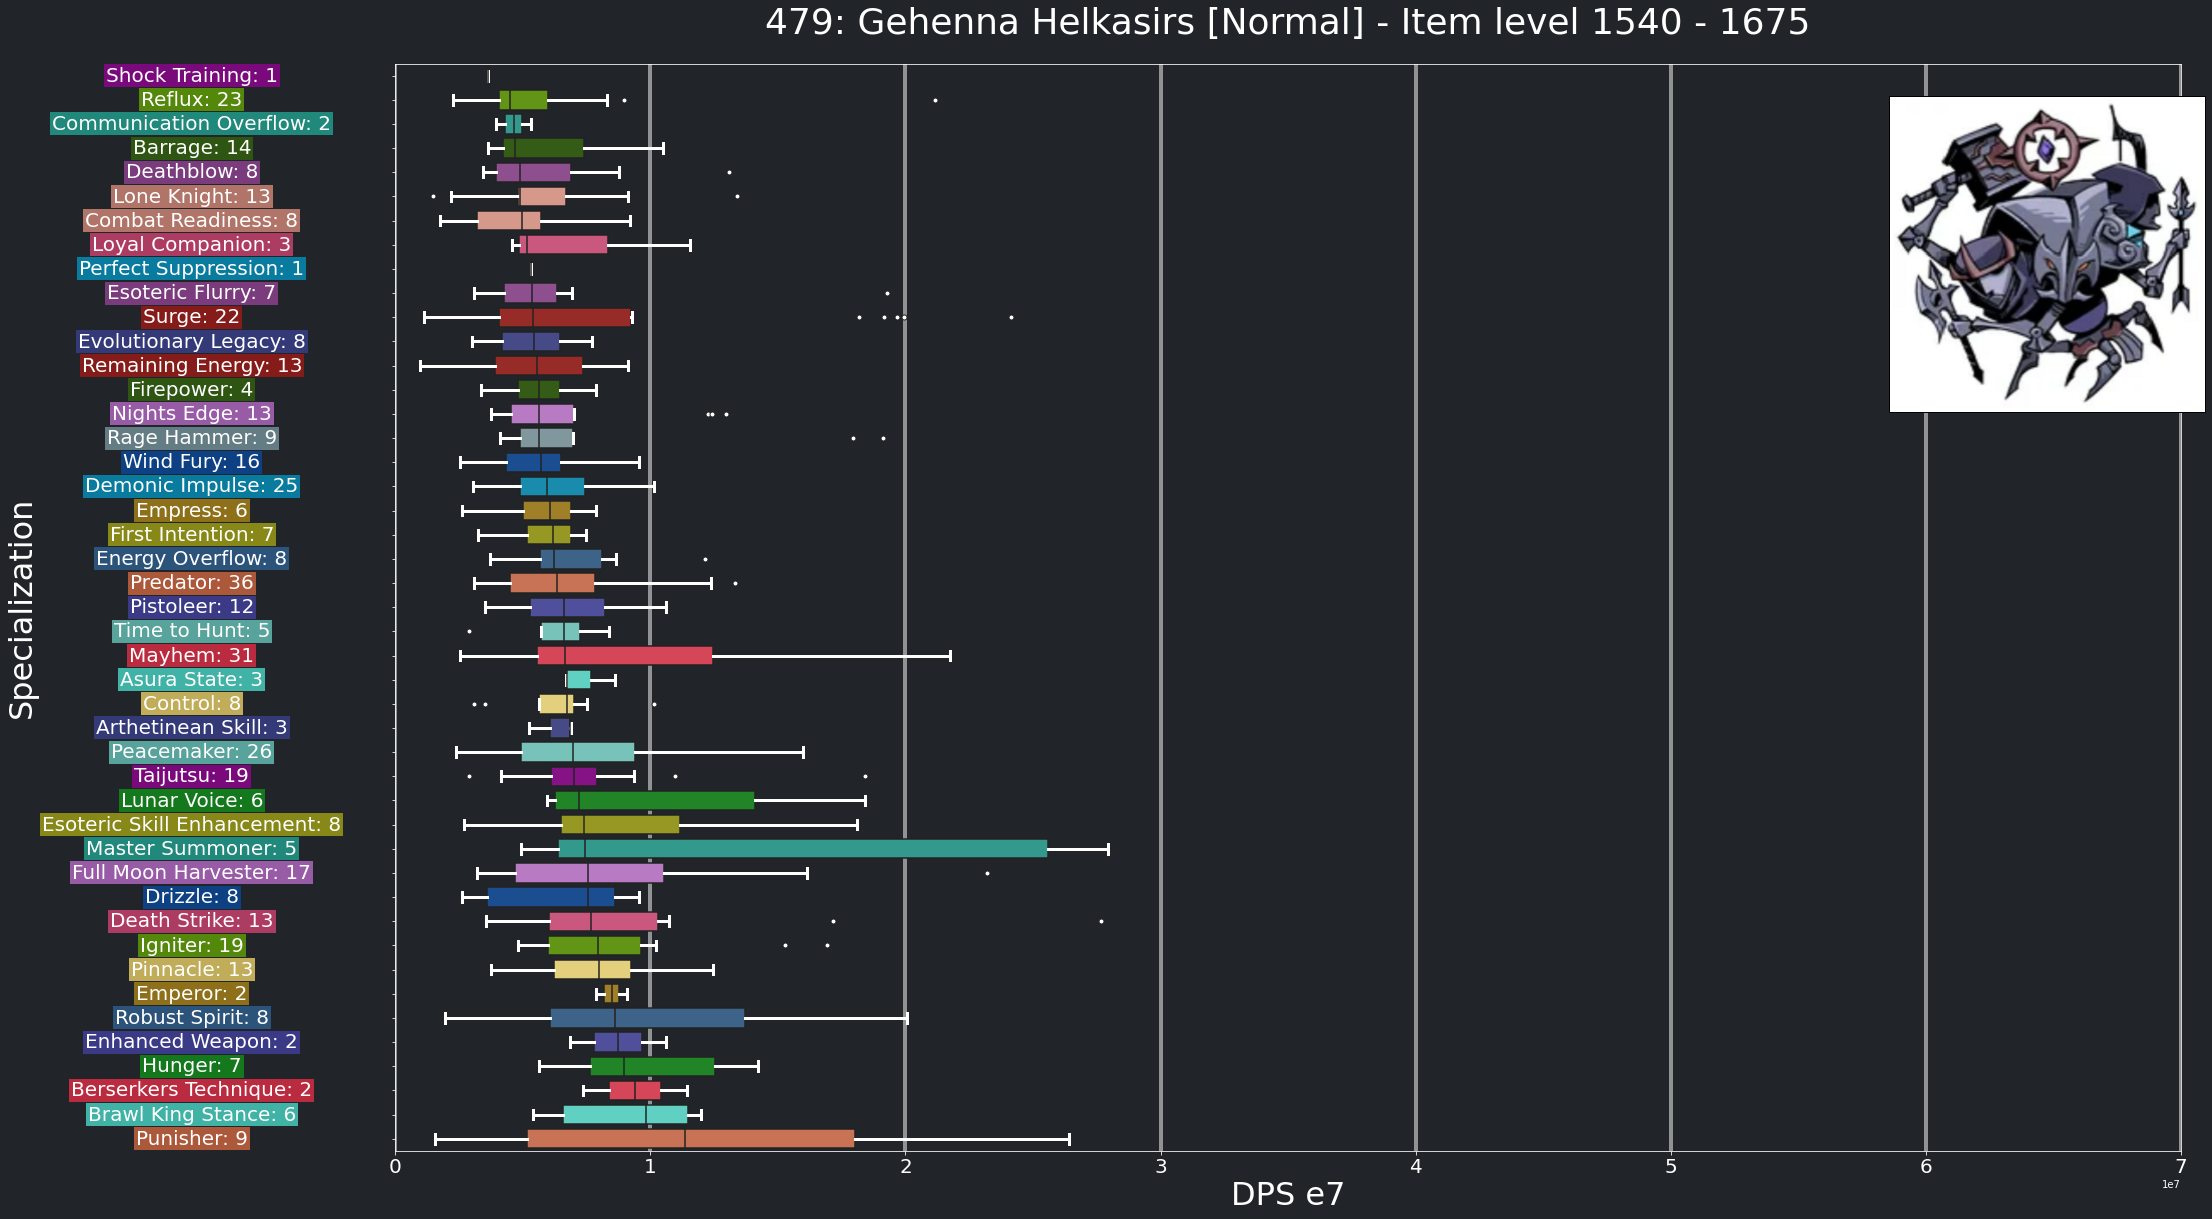 479: Gehenna Helkasirs [Normal] - Item level 1540 - 1675
Specialization
Shock Training: 1
Reflux: 23
Communication Overflow: 2
Barrage: 14
Deathblow: 8
Lone Knight: 13
Combat Readiness: 8
Loyal Companion: 3
Perfect Suppression: 1
Esoteric Flurry: 7
Surge: 22
Evolutionary Legacy: 8
Remaining Energy: 13
Firepower: 4
Nights Edge: 13
Rage Hammer: 9
Wind Fury: 16
Demonic Impulse: 25
Empress: 6
First Intention: 7
Energy Overflow: 8
Predator: 36
Pistoleer: 12
Time to Hunt: 5
Mayhem: 31
Asura State: 3
Control: 8
Arthetinean Skill: 3
Peacemaker: 26
Taijutsu: 19
Lunar Voice: 6
Esoteric Skill Enhancement: 8
Master Summoner: 5
Full Moon Harvester: 17
Drizzle: 8
Death Strike: 13
Igniter: 19
Pinnacle: 13
Emperor: 2
Robust Spirit: 8
Enhanced Weapon: 2
Hunger: 7
Berserkers Technique: 2
Brawl King Stance: 6
Punisher: 9
0 1 2 3 4 5 6 7
1e7
DPS e7